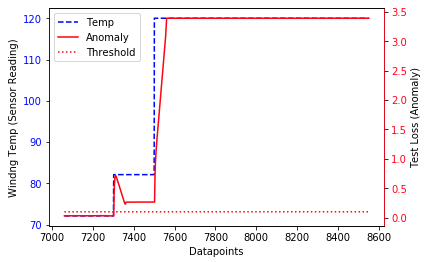 Temp
Anomaly
Threshold
120
110
100
90
80
70
Windng Temp (Sensor Reading)
3.5
3.0
2.5
2.0
1.5
1.0
0.5
0.0
Test Loss (Anomaly)
7000 7200 7400 7600 7800 8000 8200 8400 8600
Datapoints